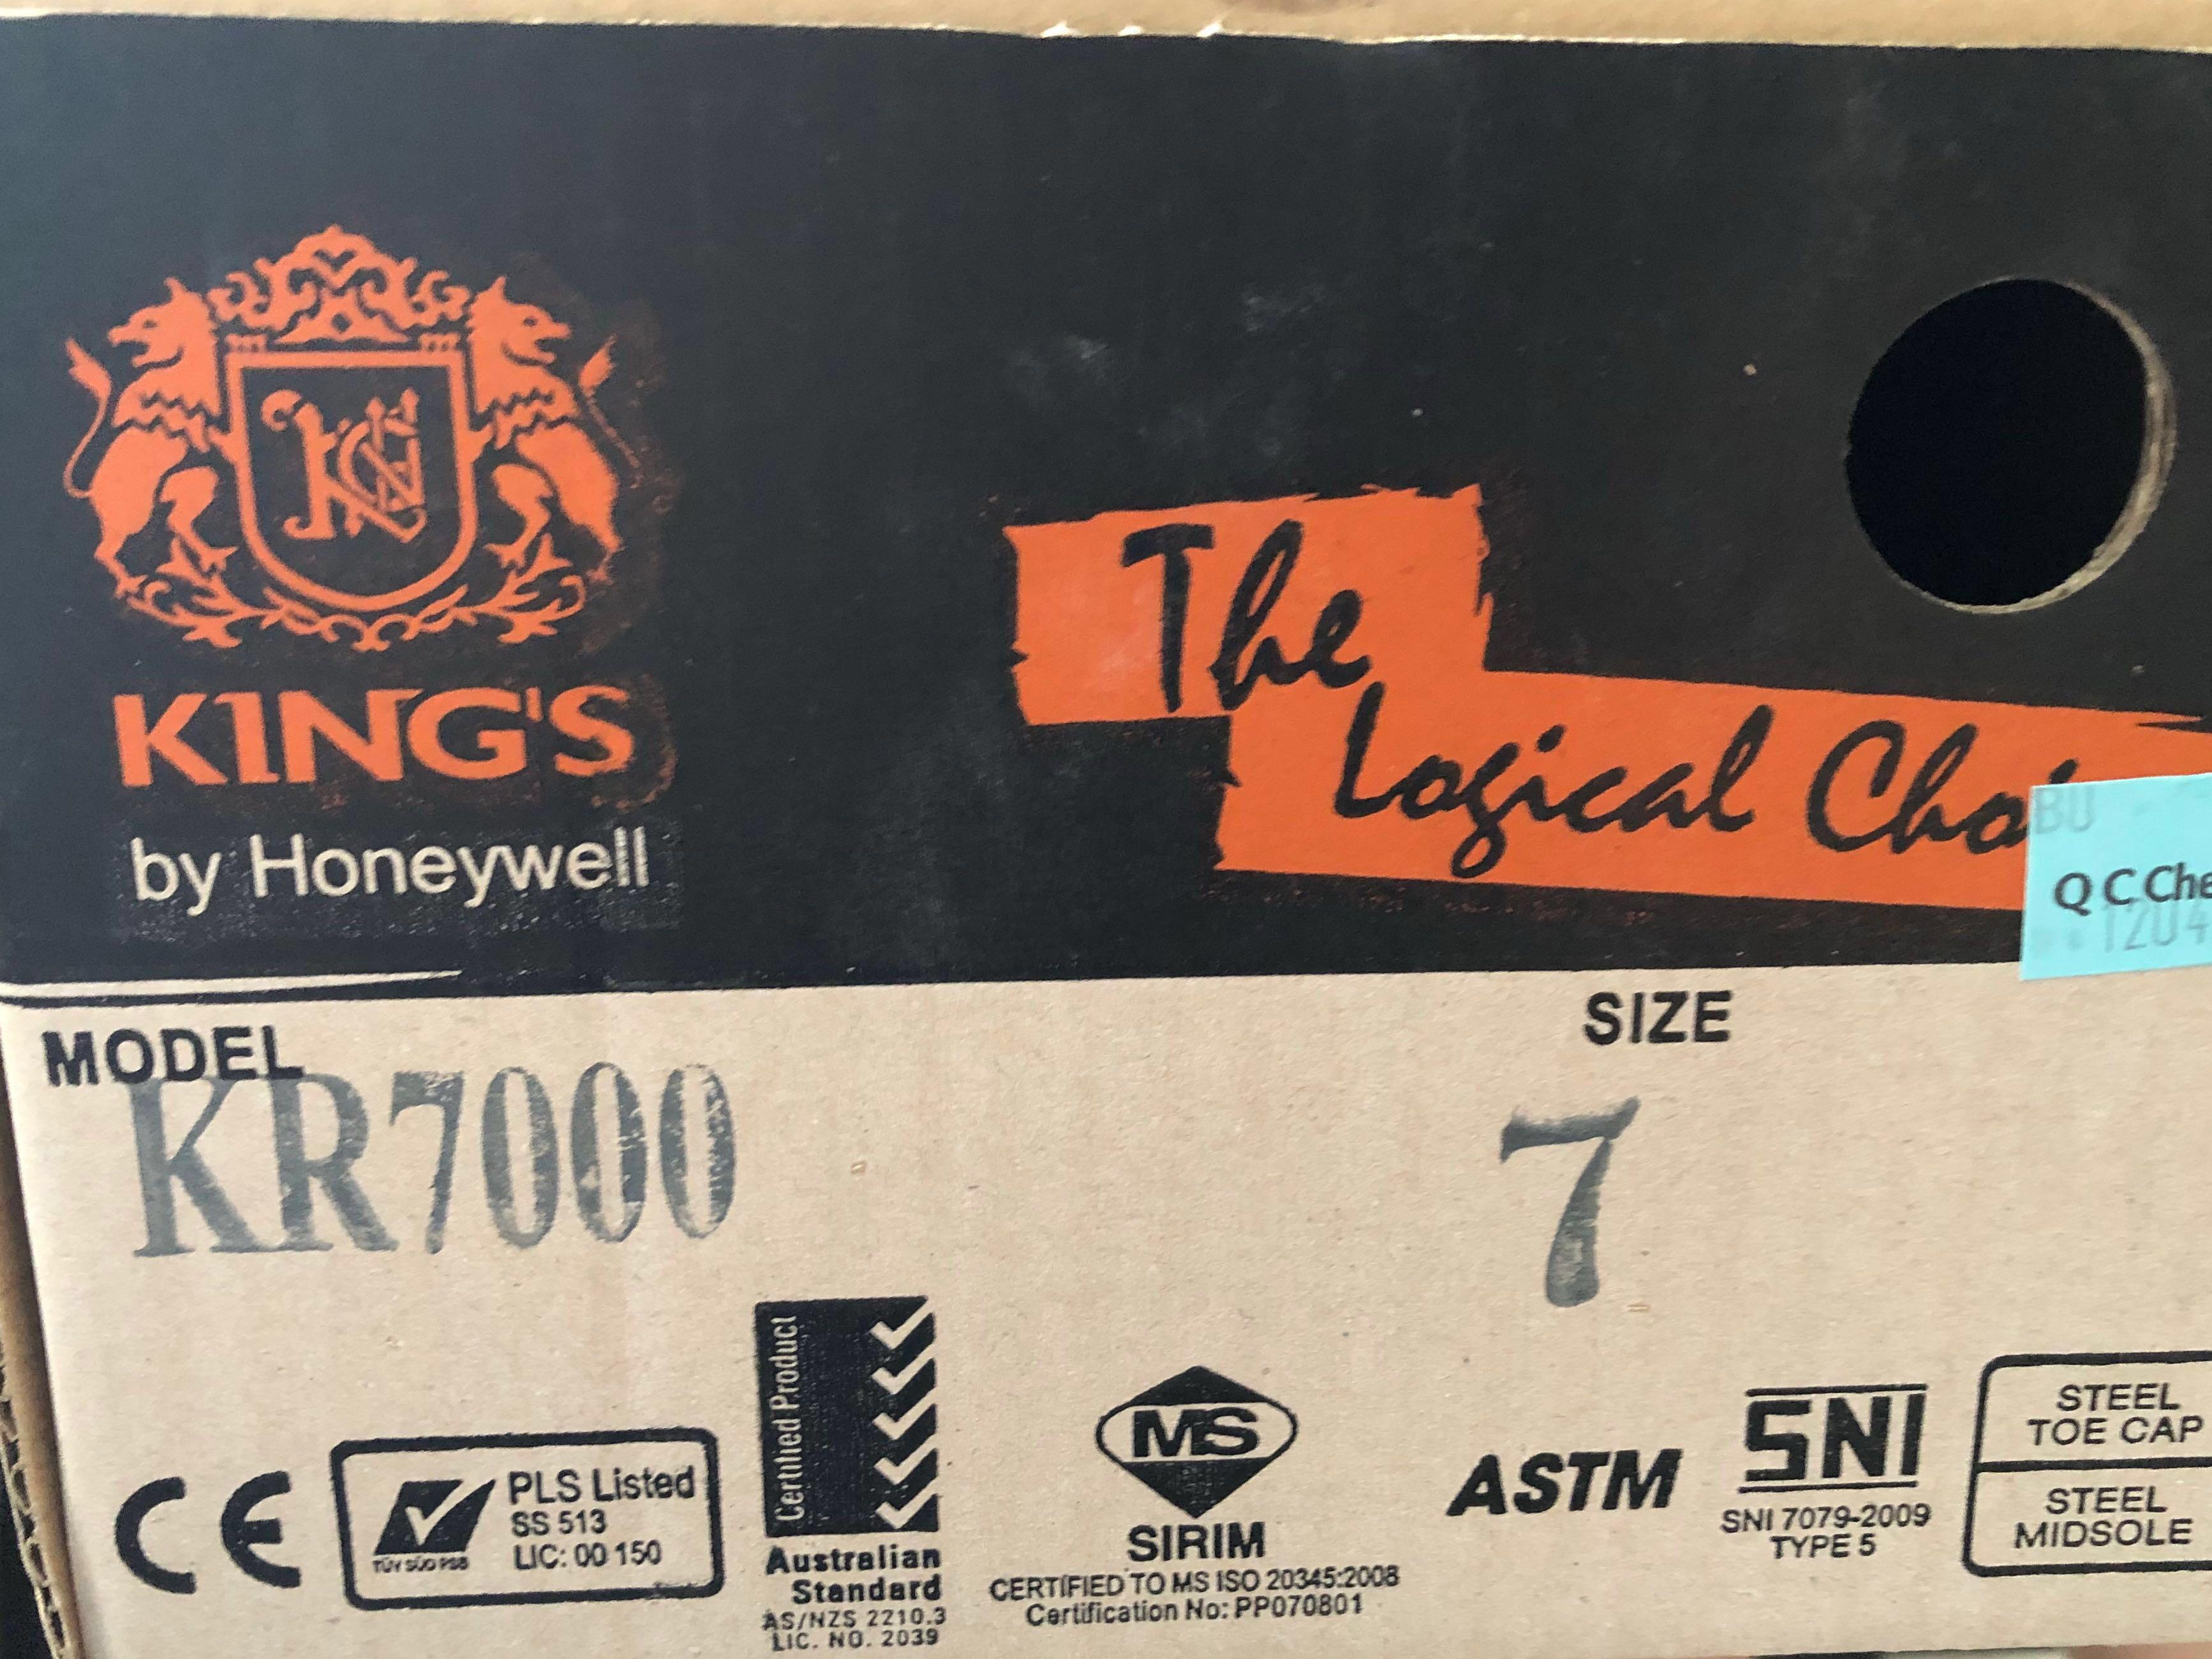 KING'S
by Honeywell
The
Logical
BU
Q C
1204
MODEL
KR7000
SIZE
7
CE
TÜV SÜD PSB
PLS Listed
SS 513
LIC: 00 150
Certified Product
Australian
Standard
AS/NZS 2210.3
LIC. NO. 2039
MS
SIRIM
CERTIFIED TO MS ISO 20345:2008
Certification No: PP070801
ASTM
SNI
SNI 7079-2009
TYPE 5
STEEL
TOE CAP
STEEL
MIDSOLE